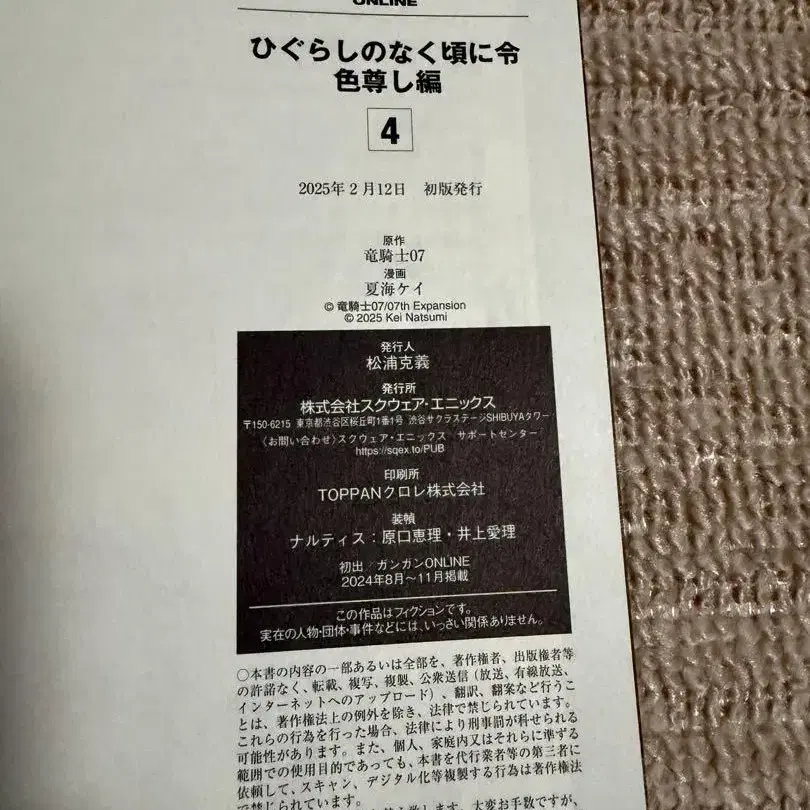 ONLINE
ひぐらしのなく頃に令
色尊し編
4
2025年2月12日 初版発行
原作
竜騎士07
漫画
夏海ケイ
© 竜騎士07/07th Expansion
© 2025 Kei Natsumi
発行人
松浦克義
発行所
株式会社スクウェア・エニックス
〒150-6215 東京都渋谷区桜丘町1番1号 渋谷サクラステージSHIBUYAタワー
〈お問い合わせ〉スクウェア・エニックス サポートセンター
https://sqex.to/PUB
印刷所
TOPPANクロレ株式会社
装幀
ナルティス：原口恵理・井上愛理
初出／ガンガンONLINE
2024年8月～11月掲載
この作品はフィクションです。
実在の人物・団体・事件などには、いっさい関係ありません。
○本書の内容の一部あるいは全部を、著作権者、出版権者等
の許諾なく、転載、複写、複製、公衆送信（放送、有線放送、
インターネットへのアップロード）、翻訳、翻案など行うこ
とは、著作権法上の例外を除き、法律で禁じられています。
これらの行為を行った場合、法律により刑事罰が科せられる
可能性があります。また、個人、家庭内又はそれらに準ずる
範囲での使用目的であっても、本書を代行業者等の第三者に
依頼して、スキャン、デジタル化等複製する行為は著作権法
で禁じられています。
大変お手数ですが、